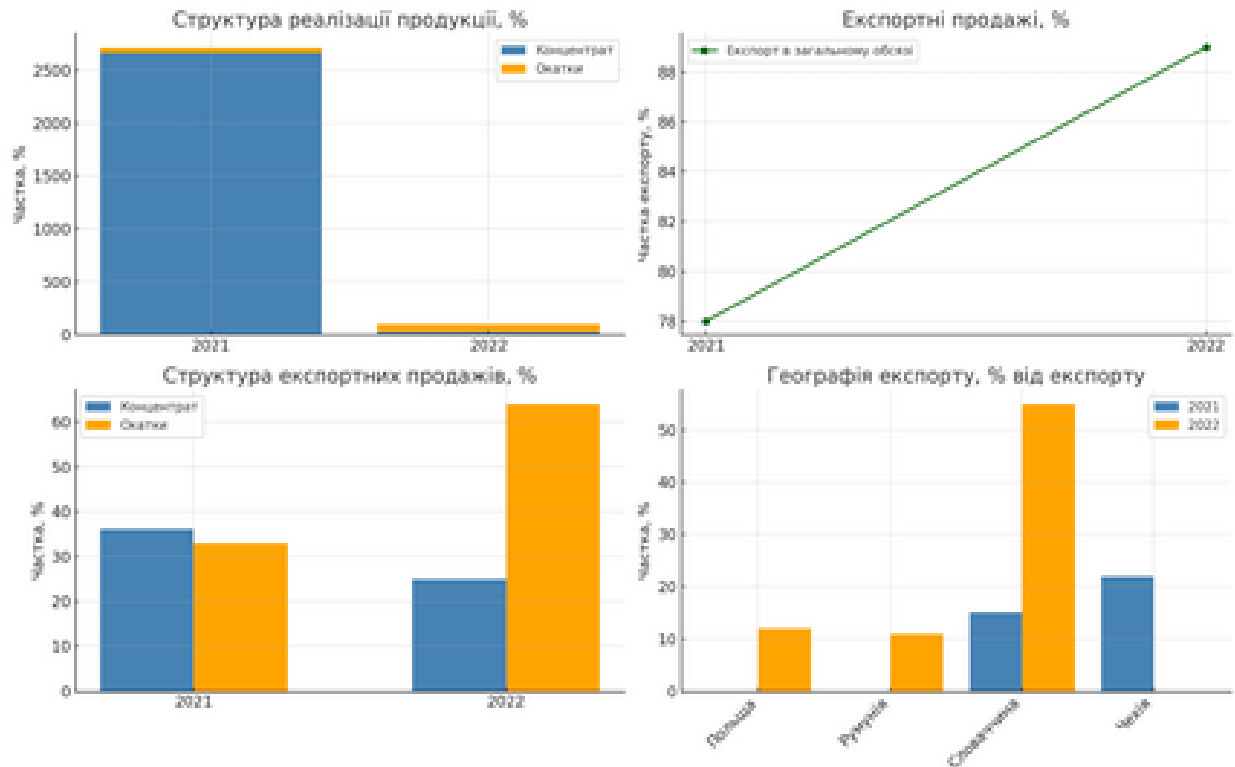 Структура реалізації продукції, %
Концентрат
Окатки
Частка, %
2500
2000
1500
1000
500
0
2021
2022
Експортні продажі, %
Експорт в загальному обсязі
Частка експорту, %
88
86
84
82
80
78
2021
2022
Структура експортних продажів, %
Концентрат
Окатки
Частка, %
60
50
40
30
20
10
0
2021
2022
Географія експорту, % від експорту
2021
2022
Частка, %
50
40
30
20
10
0
Польща
Румунія
Словаччина
Чехія